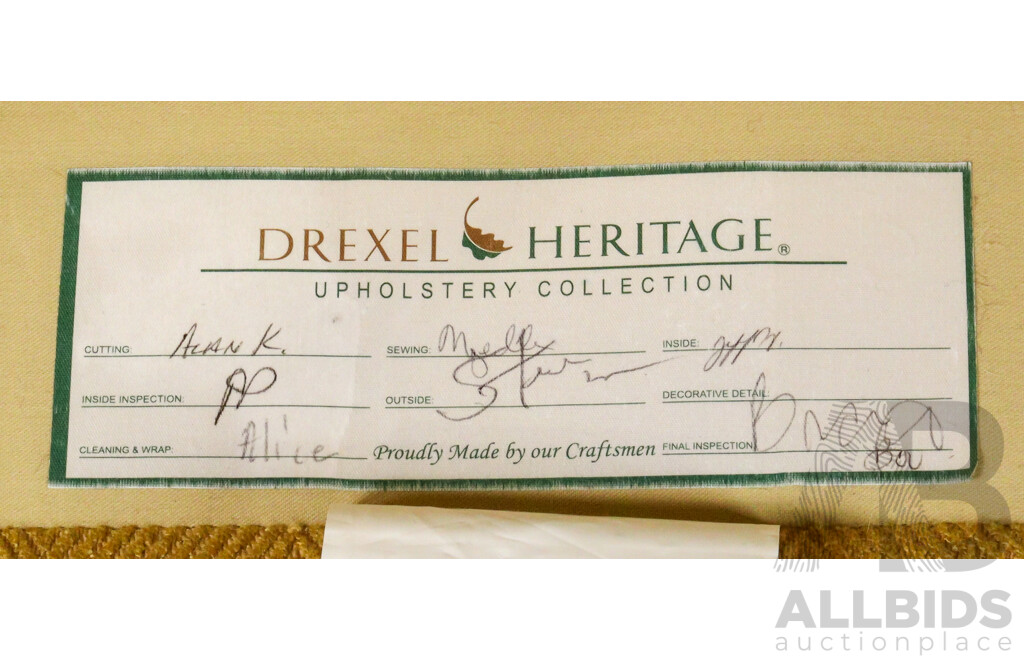 DREXEL HERITAGE®
UPHOLSTERY COLLECTION
CUTTING: ALAN K. SEWING: INSIDE:
INSIDE INSPECTION: OUTSIDE: DECORATIVE DETAIL:
CLEANING & WRAP: Alice Proudly Made by our Craftsmen FINAL INSPECTION:
ALLBIDS
auctionplace